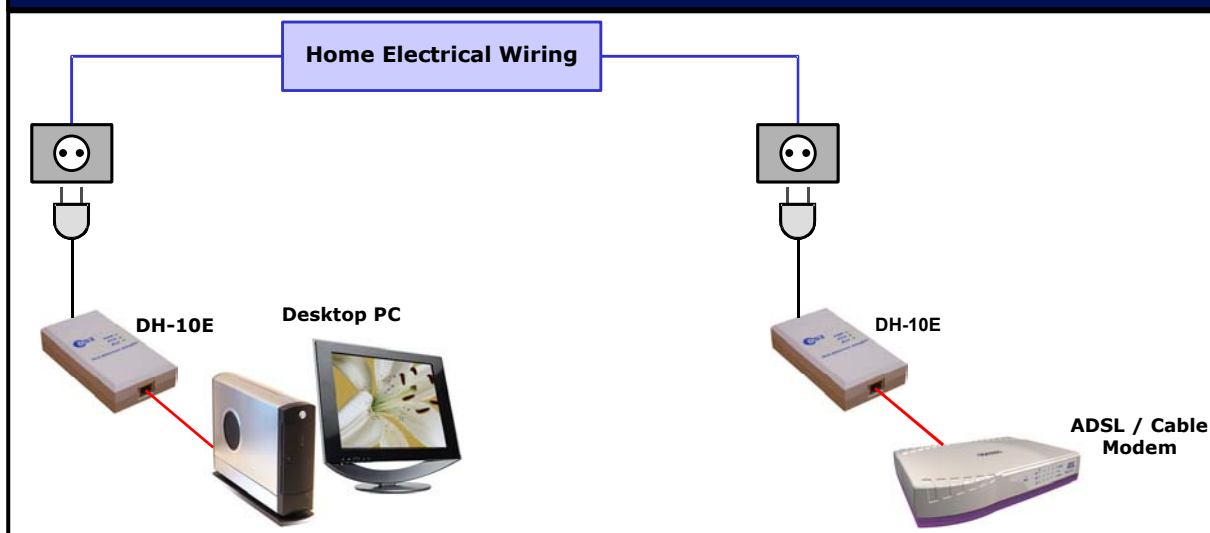 Home Electrical Wiring
DH-10E
Desktop PC
DH-10E
ADSL / Cable
Modem